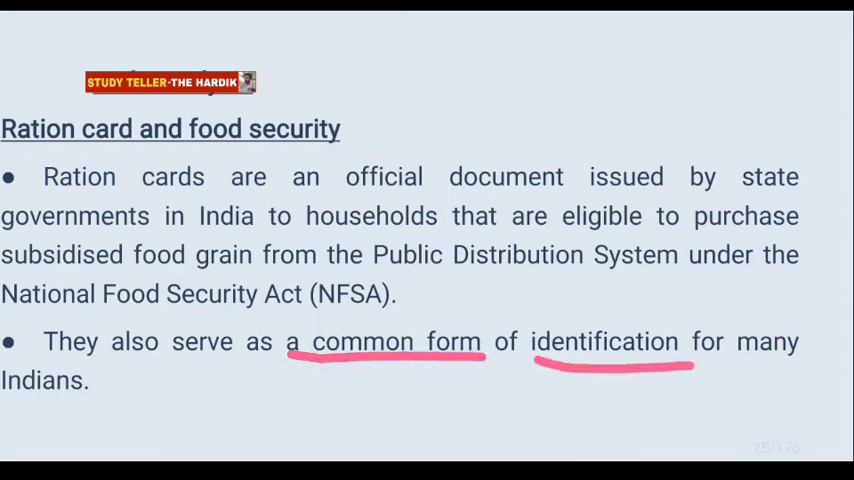 STUDY TELLER-THE HARDIK
Ration card and food security
● Ration cards are an official document issued by state
governments in India to households that are eligible to purchase
subsidised food grain from the Public Distribution System under the
National Food Security Act (NFSA).
● They also serve as a common form of identification for many
Indians.
25/176